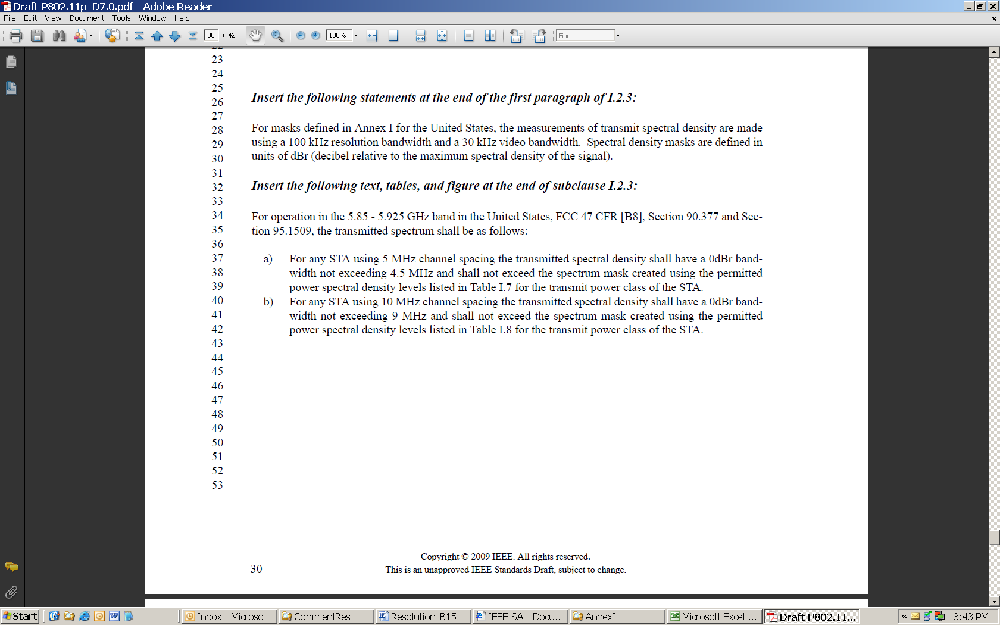 Draft P802.11p_D7.0.pdf - Adobe Reader
File Edit View Document Tools Window Help
38 / 42 130% Find
22
23
24
25
Insert the following statements at the end of the first paragraph of I.2.3:
26
27
28 For masks defined in Annex I for the United States, the measurements of transmit spectral density are made
29 using a 100 kHz resolution bandwidth and a 30 kHz video bandwidth. Spectral density masks are defined in
30 units of dBr (decibel relative to the maximum spectral density of the signal).
31
32 Insert the following text, tables, and figure at the end of subclause I.2.3:
33
34 For operation in the 5.85 - 5.925 GHz band in the United States, FCC 47 CFR [B8], Section 90.377 and Sec-
35 tion 95.1509, the transmitted spectrum shall be as follows:
36
37 a) For any STA using 5 MHz channel spacing the transmitted spectral density shall have a 0dBr band-
38 width not exceeding 4.5 MHz and shall not exceed the spectrum mask created using the permitted
39 power spectral density levels listed in Table I.7 for the transmit power class of the STA.
40 b) For any STA using 10 MHz channel spacing the transmitted spectral density shall have a 0dBr band-
41 width not exceeding 9 MHz and shall not exceed the spectrum mask created using the permitted
42 power spectral density levels listed in Table I.8 for the transmit power class of the STA.
43
44
45
46
47
48
49
50
51
52
53
Copyright © 2009 IEEE. All rights reserved.
30 This is an unapproved IEEE Standards Draft, subject to change.
Start Inbox - Microso... CommentRes ResolutionLB15... IEEE-SA - Docu... AnnexI Microsoft Excel ... Draft P802.11... « 3:43 PM